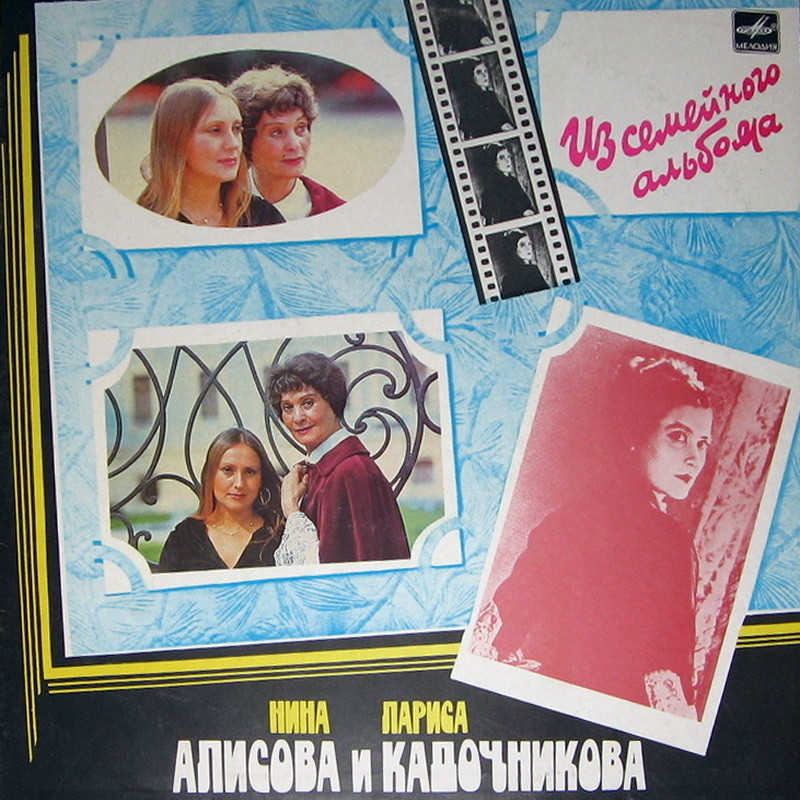 МЕЛОДИЯ
Из семейного
альбома
НИНА ЛАРИСА
АЛИСОВА И КАДОЧНИКОВА